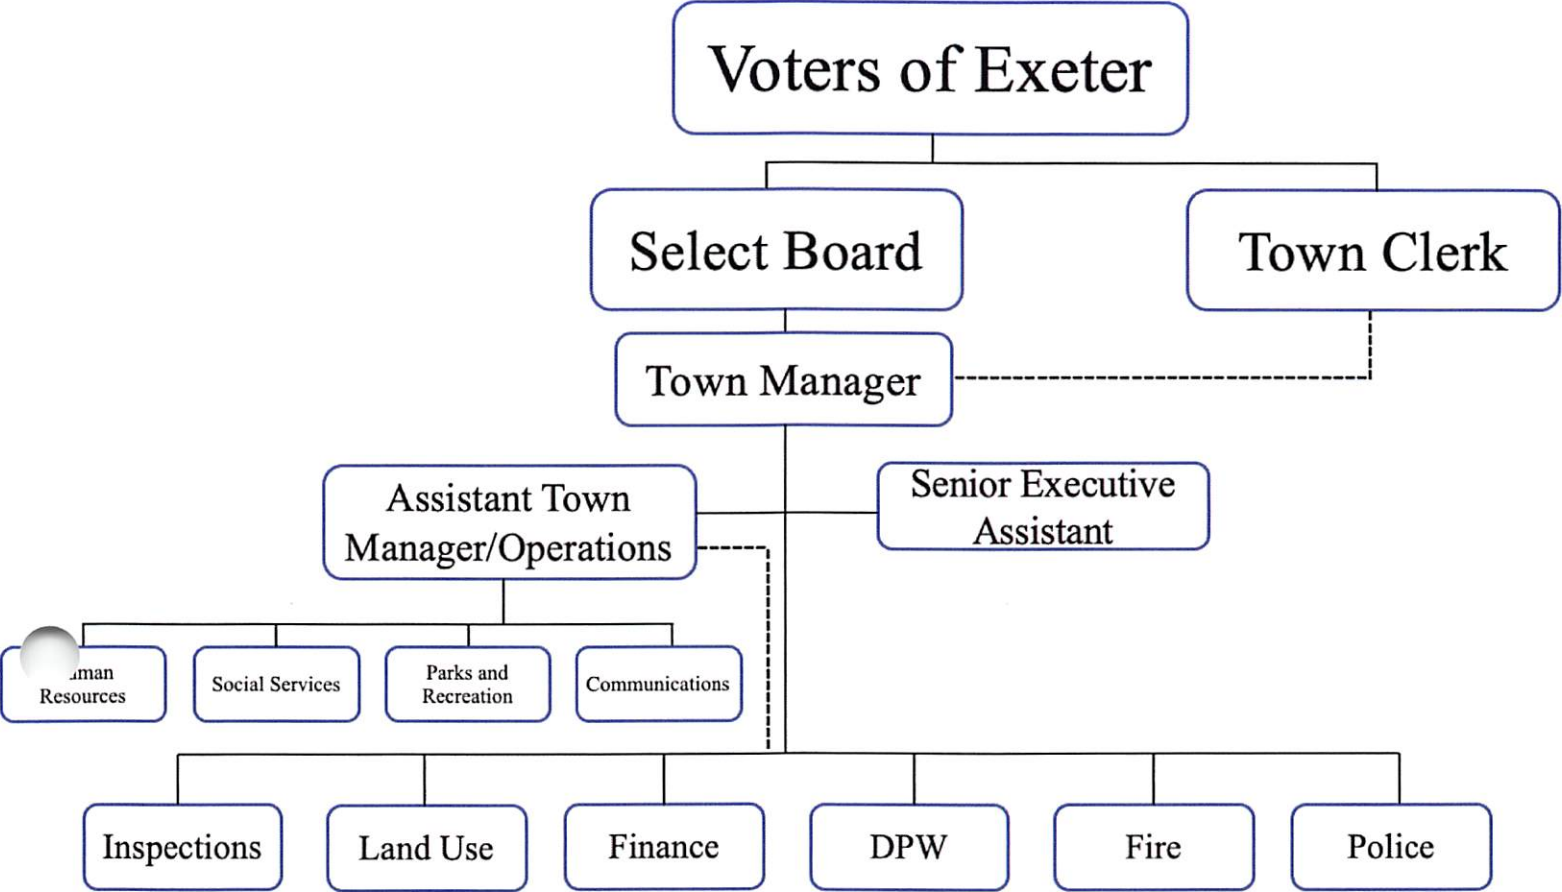 Voters of Exeter
Select Board
Town Clerk
Town Manager
Assistant Town
Manager/Operations
Senior Executive
Assistant
Resources
Social Services
Parks and
Recreation
Communications
Inspections
Land Use
Finance
DPW
Fire
Police